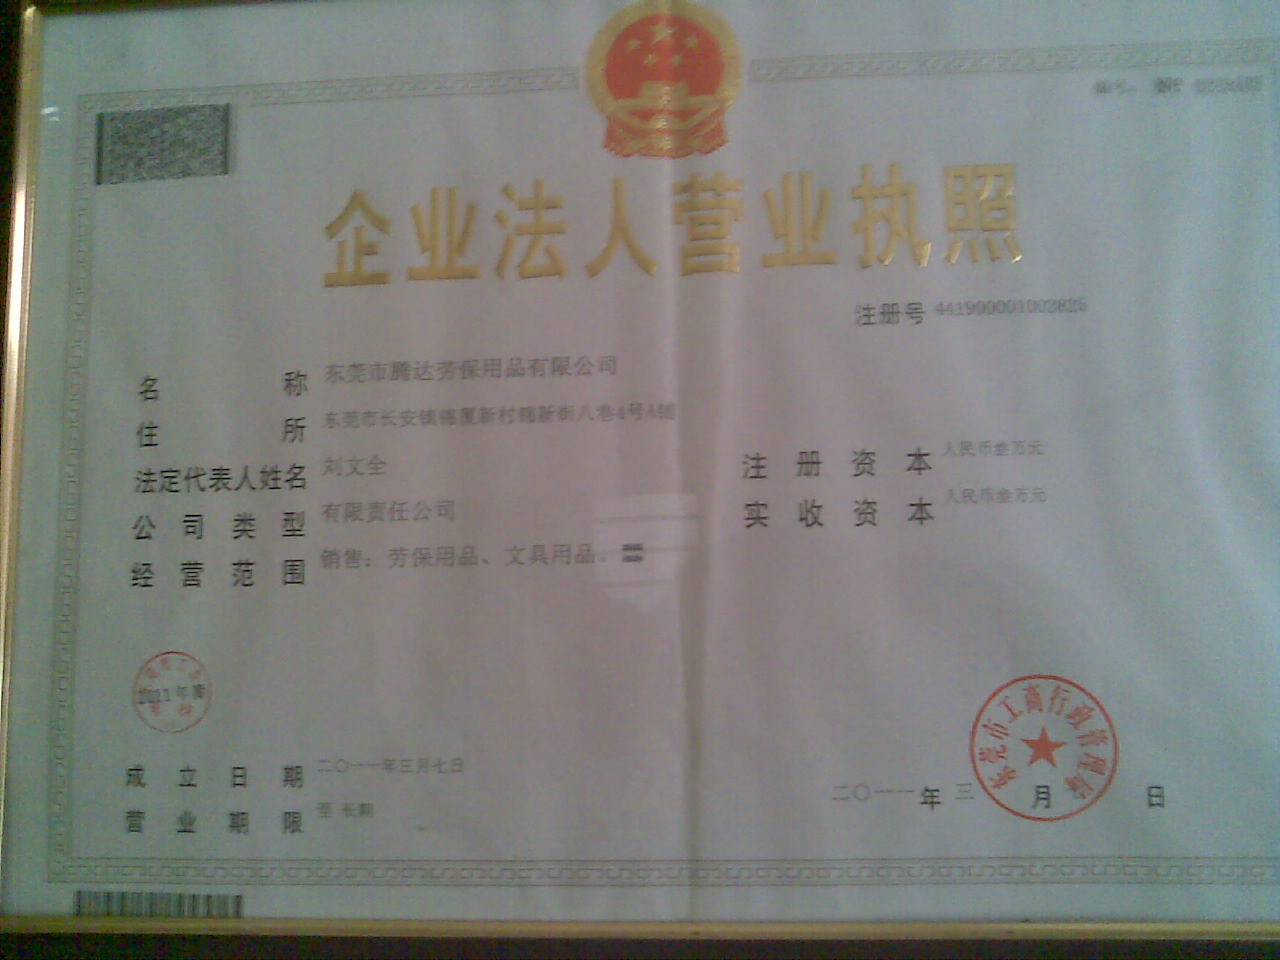 编号：
企业法人营业执照
注册号 441900001002825
名称 东莞市腾达劳保用品有限公司
住所 东莞市长安镇锦厦新村锦新街八巷4号A铺
法定代表人姓名 刘文全
注册资本 人民币叁万元
公司类型 有限责任公司
实收资本 人民币叁万元
经营范围 销售：劳保用品、文具用品。
2011年度
成立日期 二〇一一年三月七日
营业期限 至 长期
东莞市工商行政管理局
二〇一一年三月 日